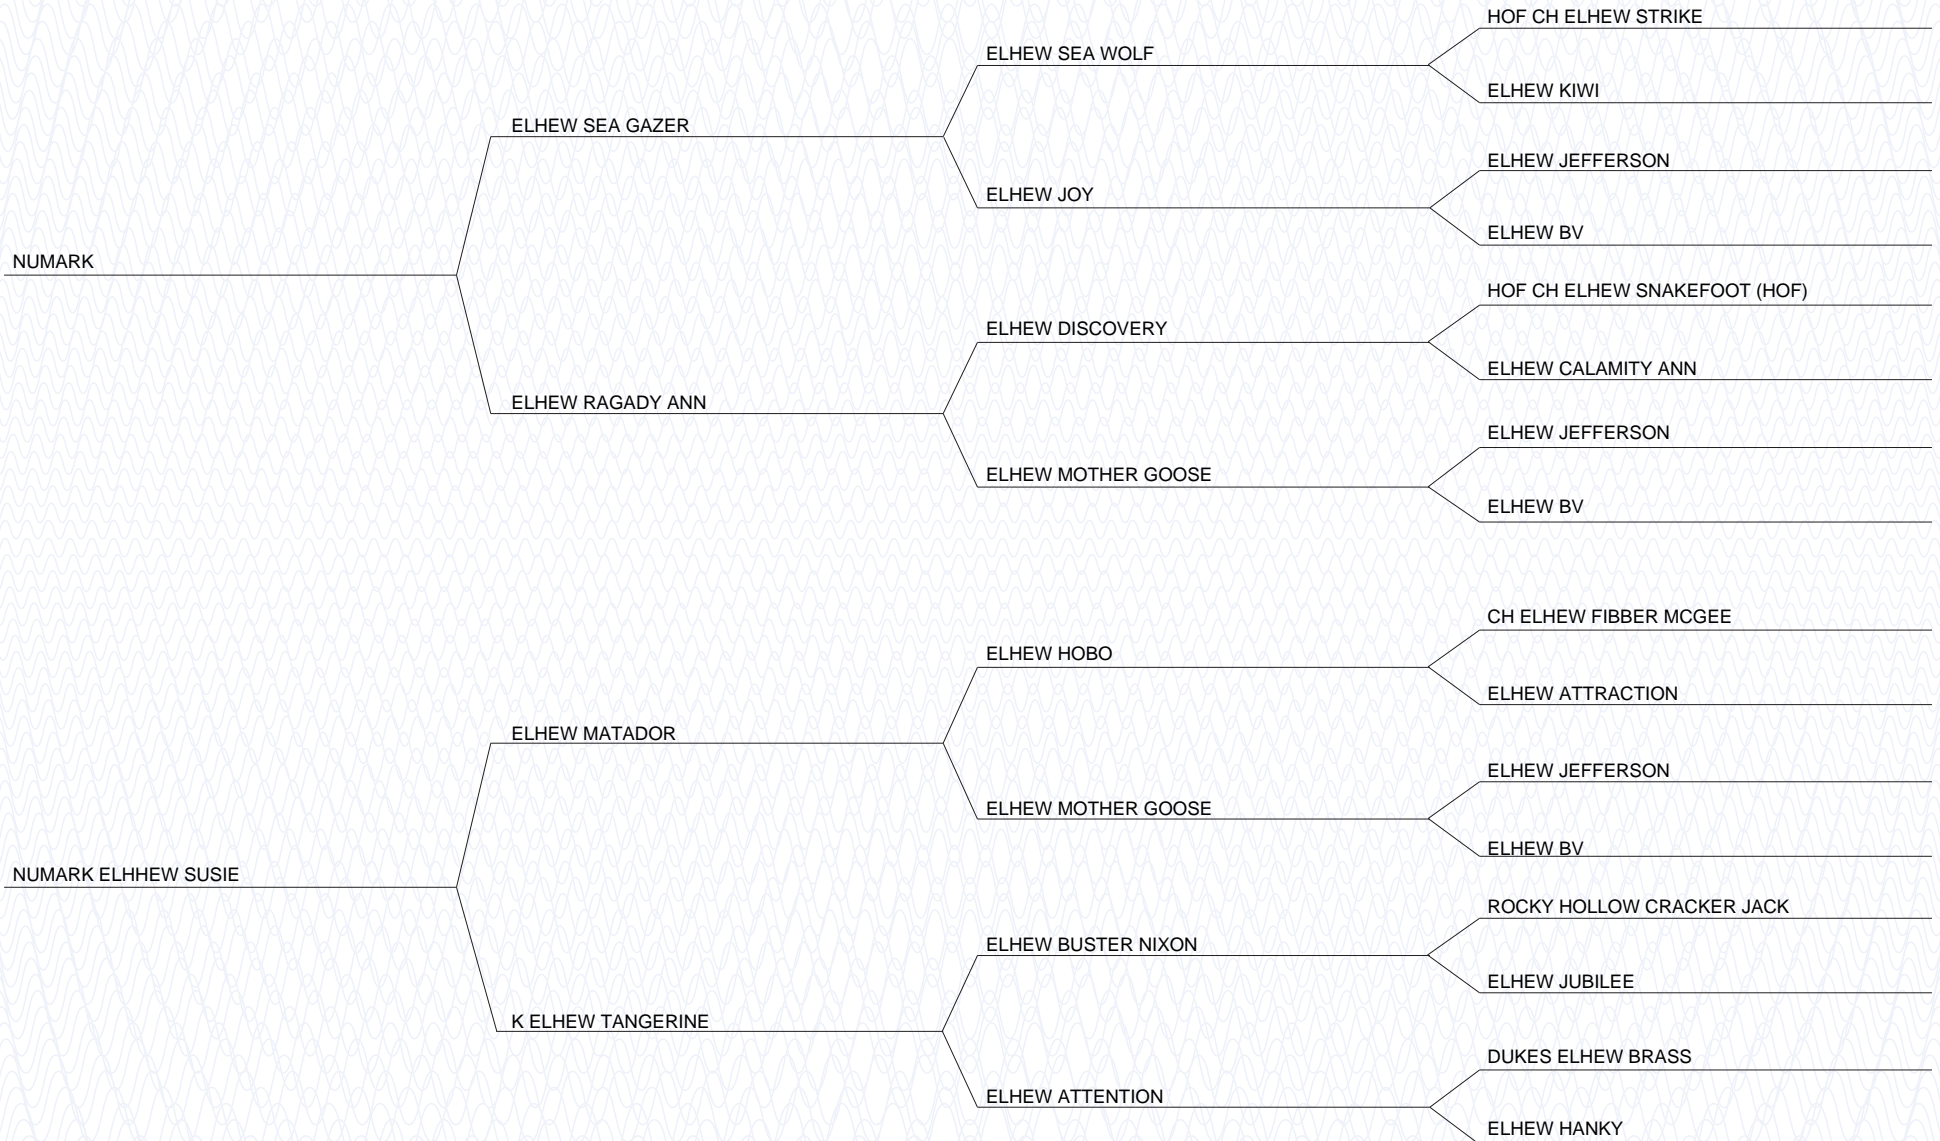 HOF CH ELHEW STRIKE
ELHEW SEA WOLF
ELHEW KIWI
ELHEW SEA GAZER
ELHEW JEFFERSON
ELHEW JOY
ELHEW BV
NUMARK
HOF CH ELHEW SNAKEFOOT (HOF)
ELHEW DISCOVERY
ELHEW CALAMITY ANN
ELHEW RAGADY ANN
ELHEW JEFFERSON
ELHEW MOTHER GOOSE
ELHEW BV
CH ELHEW FIBBER MCGEE
ELHEW HOBO
ELHEW ATTRACTION
ELHEW MATADOR
ELHEW JEFFERSON
ELHEW MOTHER GOOSE
ELHEW BV
NUMARK ELHHEW SUSIE
ROCKY HOLLOW CRACKER JACK
ELHEW BUSTER NIXON
ELHEW JUBILEE
K ELHEW TANGERINE
DUKES ELHEW BRASS
ELHEW ATTENTION
ELHEW HANKY